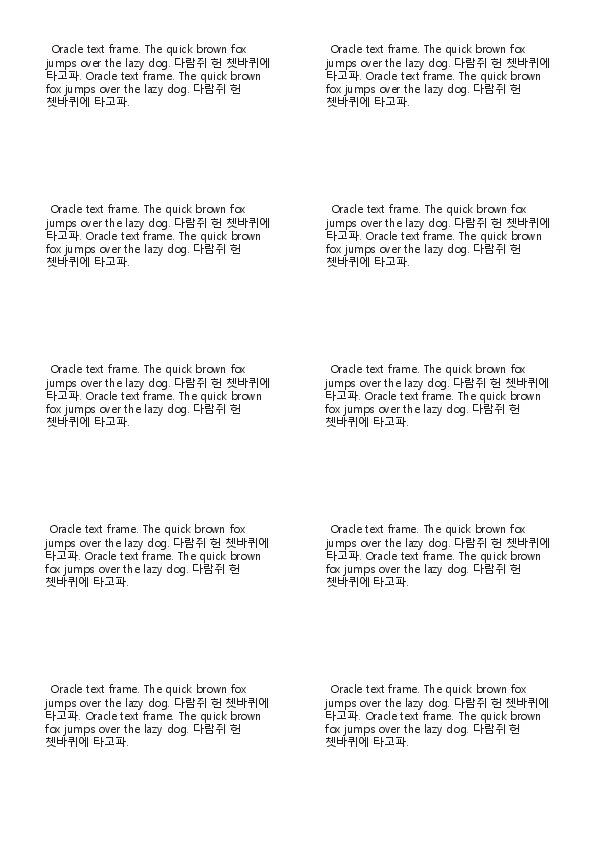 Oracle text frame. The quick brown fox
jumps over the lazy dog. 다람쥐 헌 쳇바퀴에
타고파. Oracle text frame. The quick brown
fox jumps over the lazy dog. 다람쥐 헌
쳇바퀴에 타고파.
Oracle text frame. The quick brown fox
jumps over the lazy dog. 다람쥐 헌 쳇바퀴에
타고파. Oracle text frame. The quick brown
fox jumps over the lazy dog. 다람쥐 헌
쳇바퀴에 타고파.
Oracle text frame. The quick brown fox
jumps over the lazy dog. 다람쥐 헌 쳇바퀴에
타고파. Oracle text frame. The quick brown
fox jumps over the lazy dog. 다람쥐 헌
쳇바퀴에 타고파.
Oracle text frame. The quick brown fox
jumps over the lazy dog. 다람쥐 헌 쳇바퀴에
타고파. Oracle text frame. The quick brown
fox jumps over the lazy dog. 다람쥐 헌
쳇바퀴에 타고파.
Oracle text frame. The quick brown fox
jumps over the lazy dog. 다람쥐 헌 쳇바퀴에
타고파. Oracle text frame. The quick brown
fox jumps over the lazy dog. 다람쥐 헌
쳇바퀴에 타고파.
Oracle text frame. The quick brown fox
jumps over the lazy dog. 다람쥐 헌 쳇바퀴에
타고파. Oracle text frame. The quick brown
fox jumps over the lazy dog. 다람쥐 헌
쳇바퀴에 타고파.
Oracle text frame. The quick brown fox
jumps over the lazy dog. 다람쥐 헌 쳇바퀴에
타고파. Oracle text frame. The quick brown
fox jumps over the lazy dog. 다람쥐 헌
쳇바퀴에 타고파.
Oracle text frame. The quick brown fox
jumps over the lazy dog. 다람쥐 헌 쳇바퀴에
타고파. Oracle text frame. The quick brown
fox jumps over the lazy dog. 다람쥐 헌
쳇바퀴에 타고파.
Oracle text frame. The quick brown fox
jumps over the lazy dog. 다람쥐 헌 쳇바퀴에
타고파. Oracle text frame. The quick brown
fox jumps over the lazy dog. 다람쥐 헌
쳇바퀴에 타고파.
Oracle text frame. The quick brown fox
jumps over the lazy dog. 다람쥐 헌 쳇바퀴에
타고파. Oracle text frame. The quick brown
fox jumps over the lazy dog. 다람쥐 헌
쳇바퀴에 타고파.